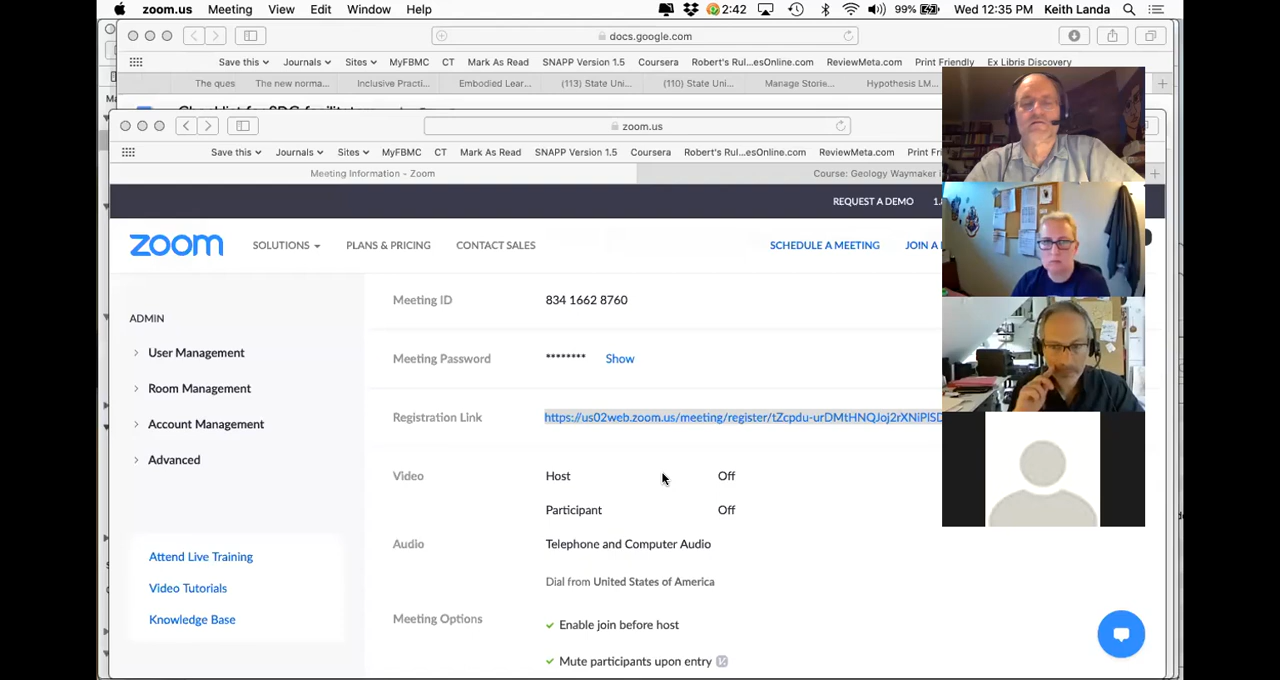 zoom.us Meeting View Edit Window Help 2:42 99% Wed 12:35 PM Keith Landa
docs.google.com
Save this Journals Sites MyFBMC CT Mark As Read SNAPP Version 1.5 Coursera Robert's Rul...esOnline.com ReviewMeta.com Print Friendly Ex Libris Discovery
The ques The new norma... Inclusive Practi... Embodied Lear... (113) State Uni... (110) State Uni... Manage Storie... Hypothesis LM...
zoom.us
Save this Journals Sites MyFBMC CT Mark As Read SNAPP Version 1.5 Coursera Robert's Rul...esOnline.com ReviewMeta.com Print Fri
Meeting Information - Zoom Course: Geology Waymaker
REQUEST A DEMO 1.
zoom SOLUTIONS PLANS & PRICING CONTACT SALES SCHEDULE A MEETING JOIN A
Meeting ID 834 1662 8760
ADMIN
User Management
Meeting Password ******** Show
Room Management
Registration Link https://us02web.zoom.us/meeting/register/tZcpdu-urDMtHNQJoj2rXNiPlSD
Account Management
Advanced
Video Host Off
Participant Off
Audio Telephone and Computer Audio
Attend Live Training
Dial from United States of America
Video Tutorials
Knowledge Base
Meeting Options Enable join before host
Mute participants upon entry